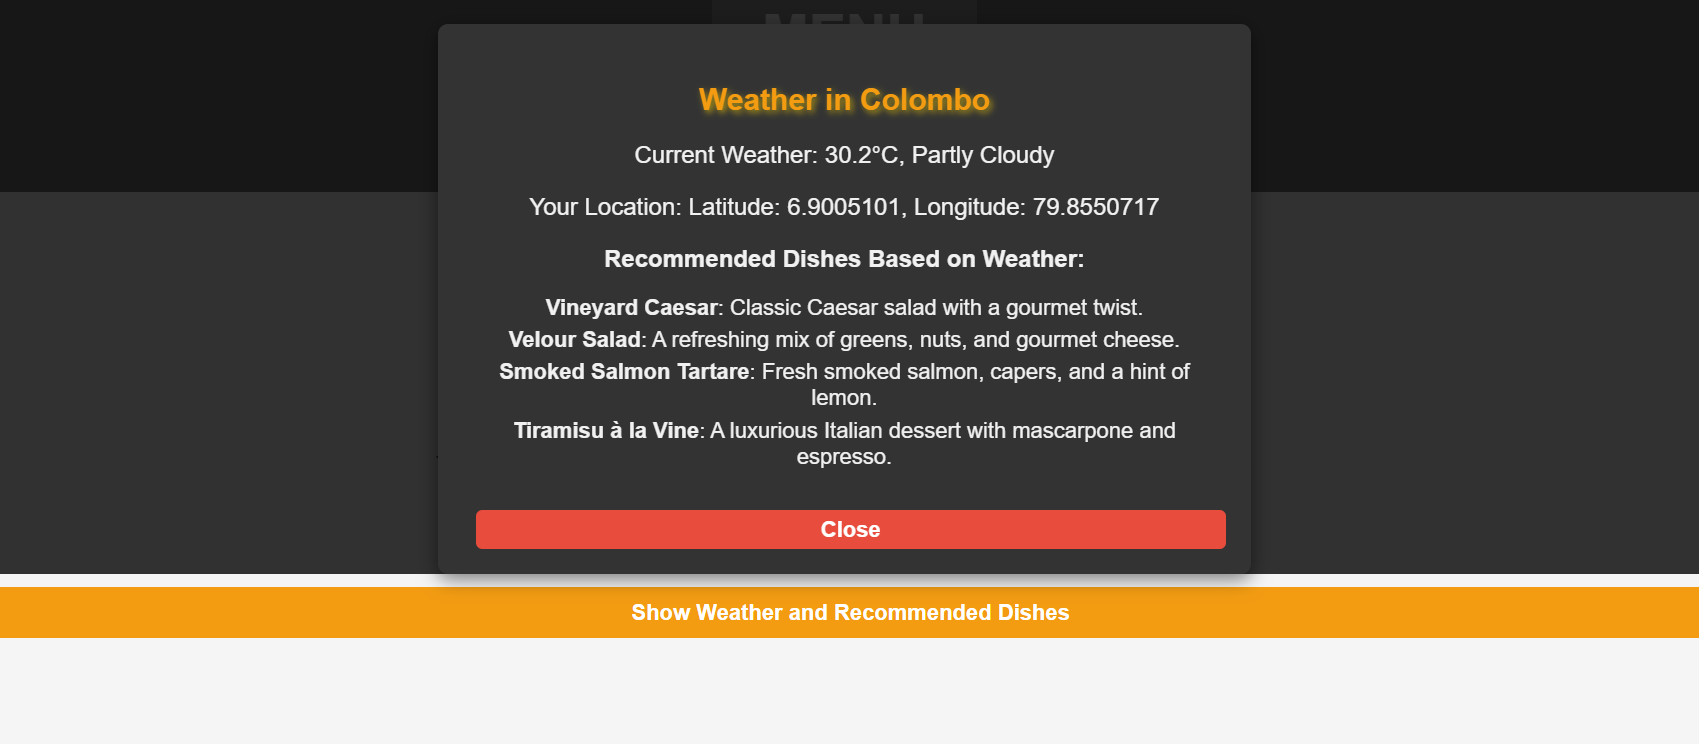 MENU
Weather in Colombo
Current Weather: 30.2°C, Partly Cloudy
Your Location: Latitude: 6.9005101, Longitude: 79.8550717
Recommended Dishes Based on Weather:
Vineyard Caesar: Classic Caesar salad with a gourmet twist.
Velour Salad: A refreshing mix of greens, nuts, and gourmet cheese.
Smoked Salmon Tartare: Fresh smoked salmon, capers, and a hint of
lemon.
Tiramisu à la Vine: A luxurious Italian dessert with mascarpone and
espresso.
Close
Show Weather and Recommended Dishes